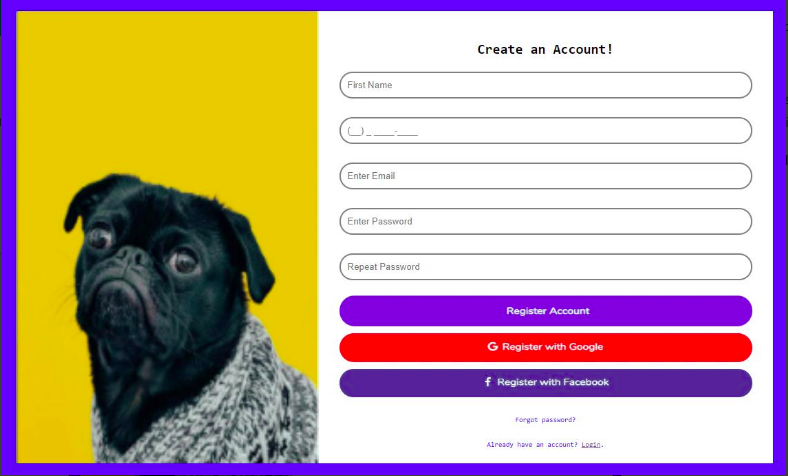 Create an Account!
First Name
(__) _ ____-____
Enter Email
Enter Password
Repeat Password
Register Account
G Register with Google
f Register with Facebook
Forgot password?
Already have an account? Login.